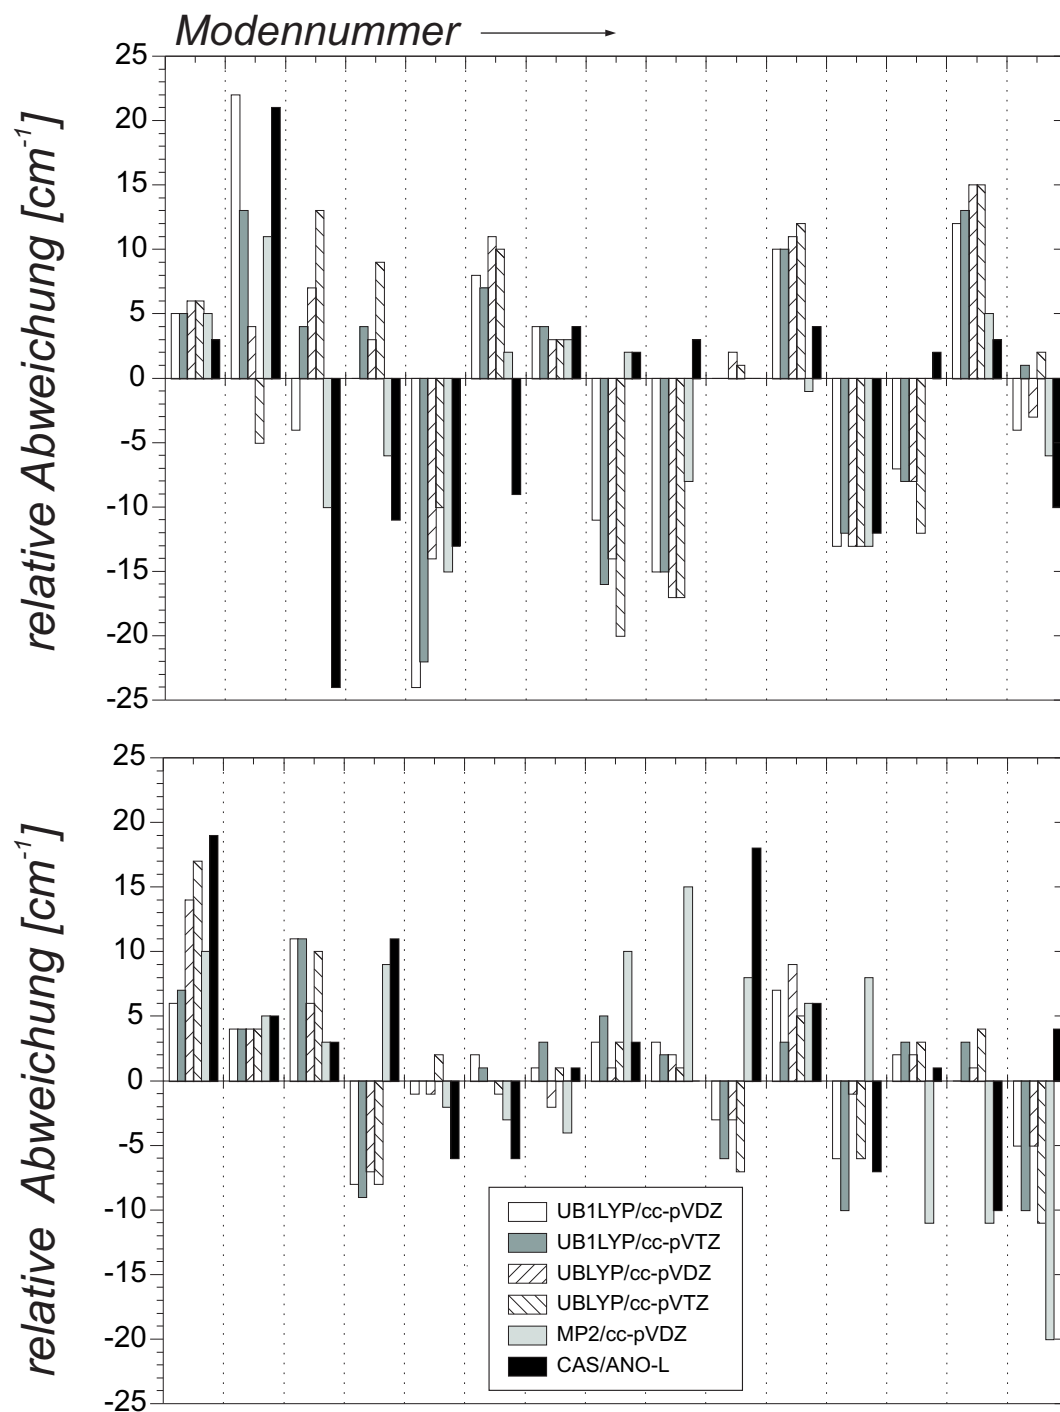 Modennummer
relative Abweichung [cm-1]
25
20
15
10
5
0
-5
-10
-15
-20
-25
relative Abweichung [cm-1]
25
20
15
10
5
0
-5
-10
-15
-20
-25
UB1LYP/cc-pVDZ
UB1LYP/cc-pVTZ
UBLYP/cc-pVDZ
UBLYP/cc-pVTZ
MP2/cc-pVDZ
CAS/ANO-L